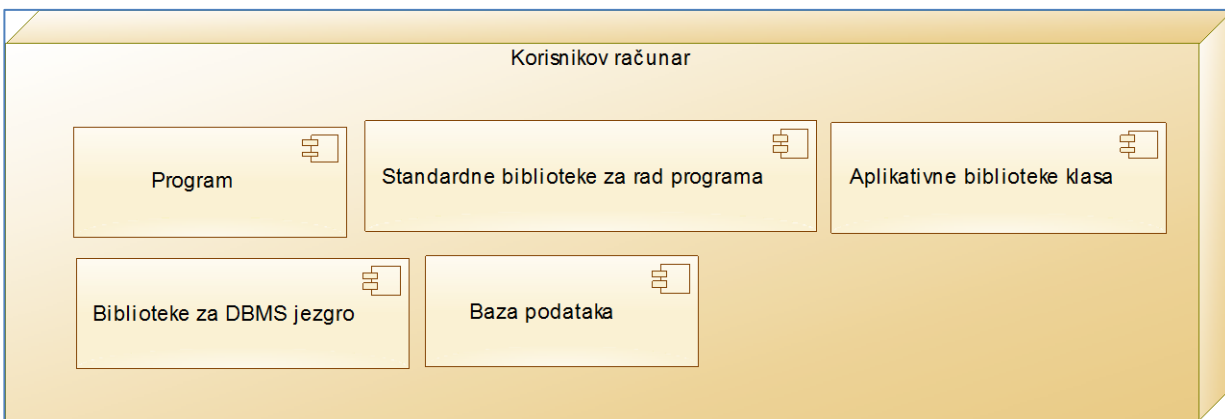 Korisnikov računar
Program
Standardne biblioteke za rad programa
Aplikativne biblioteke klasa
Biblioteke za DBMS jezgro
Baza podataka